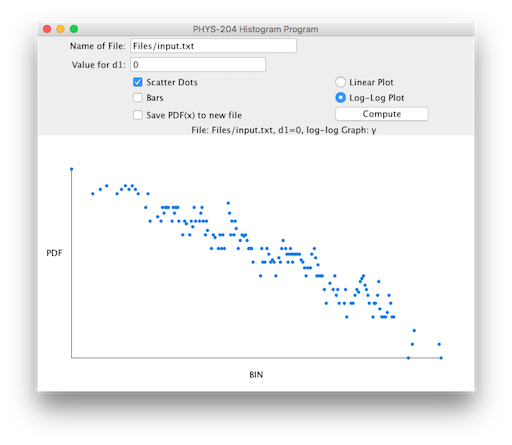 PHYS-204 Histogram Program
Name of File: Files/input.txt
Value for d1: 0
Scatter Dots
Linear Plot
Bars
Log-Log Plot
Save PDF(x) to new file
Compute
File: Files/input.txt, d1=0, log-log Graph: y
PDF
BIN